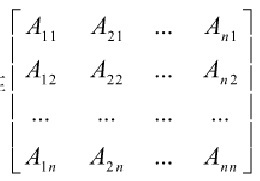 A₁₁ A₂₁ ... Aₙ₁
A₁₂ A₂₂ ... Aₙ₂
... ... ... ...
A₁ₙ A₂ₙ ... Aₙₙ